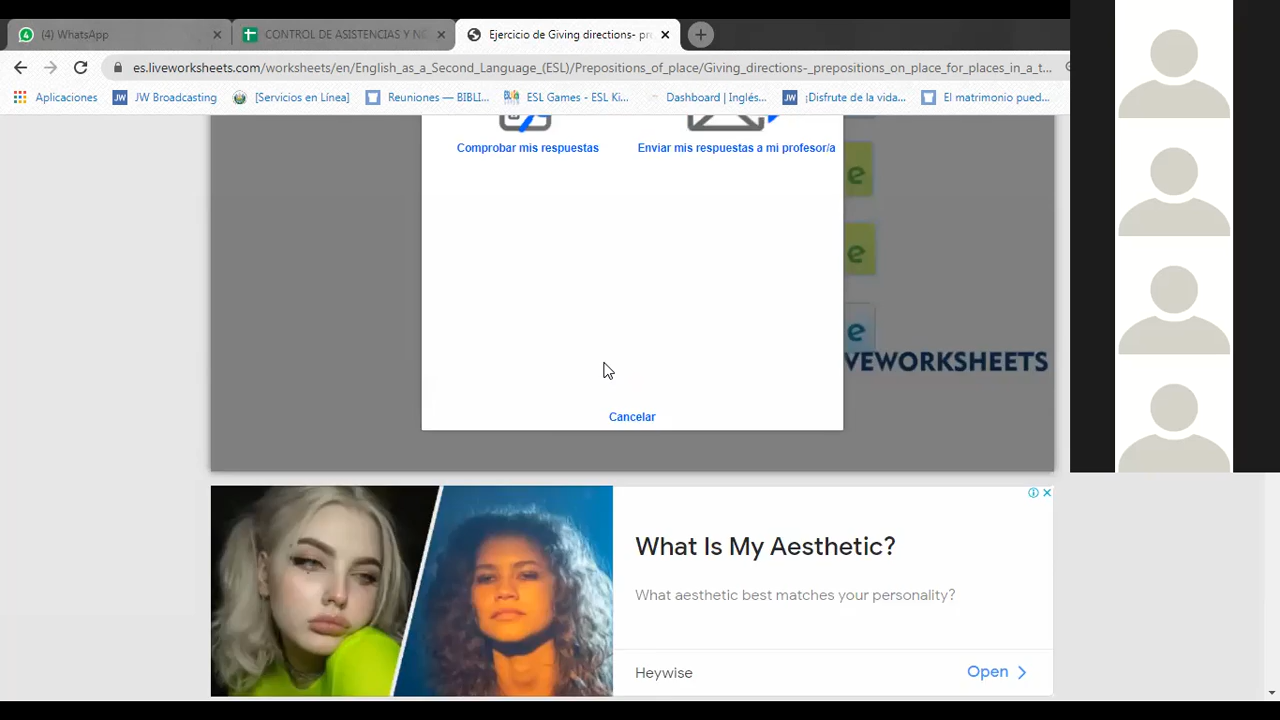 (4) WhatsApp
CONTROL DE ASISTENCIAS Y N
Ejercicio de Giving directions- pr
es.liveworksheets.com/worksheets/en/English_as_a_Second_Language_(ESL)/Prepositions_of_place/Giving_directions-_prepositions_on_place_for_places_in_a_t...
Aplicaciones
JW Broadcasting
[Servicios en Línea]
Reuniones — BIBLI...
ESL Games - ESL Ki...
Dashboard | Inglés...
¡Disfrute de la vida...
El matrimonio pued...
Comprobar mis respuestas
Enviar mis respuestas a mi profesor/a
e
e
e
VEWORKSHEETS
Cancelar
What Is My Aesthetic?
What aesthetic best matches your personality?
Heywise
Open